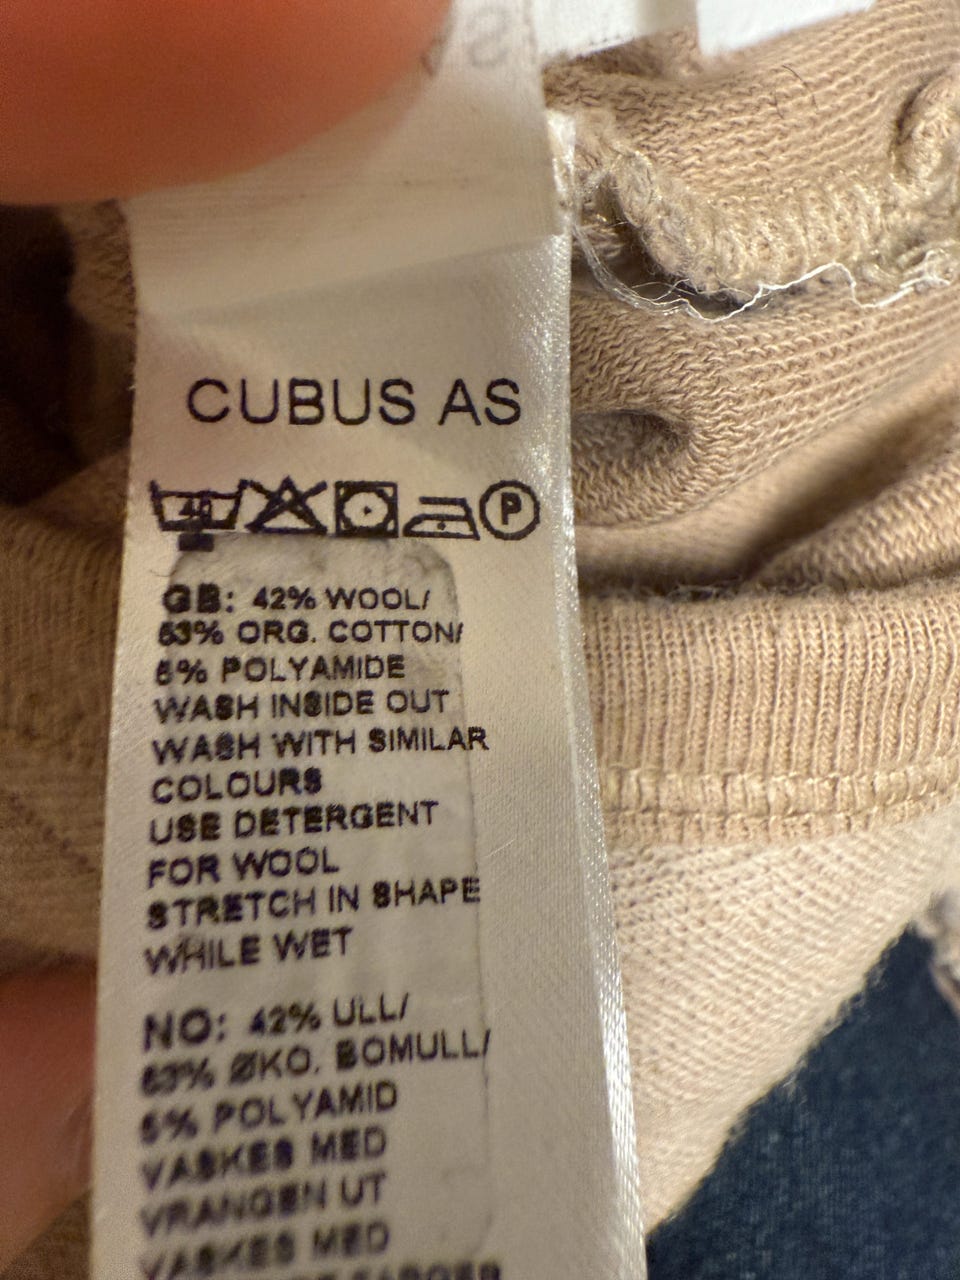 CUBUS AS
40
P
GB: 42% WOOL/
53% ORG. COTTON/
5% POLYAMIDE
WASH INSIDE OUT
WASH WITH SIMILAR
COLOURS
USE DETERGENT
FOR WOOL
STRETCH IN SHAPE
WHILE WET
NO: 42% ULL/
53% ØKO. BOMULL/
5% POLYAMID
VASKES MED
VRANGEN UT
VASKES MED
FARGER